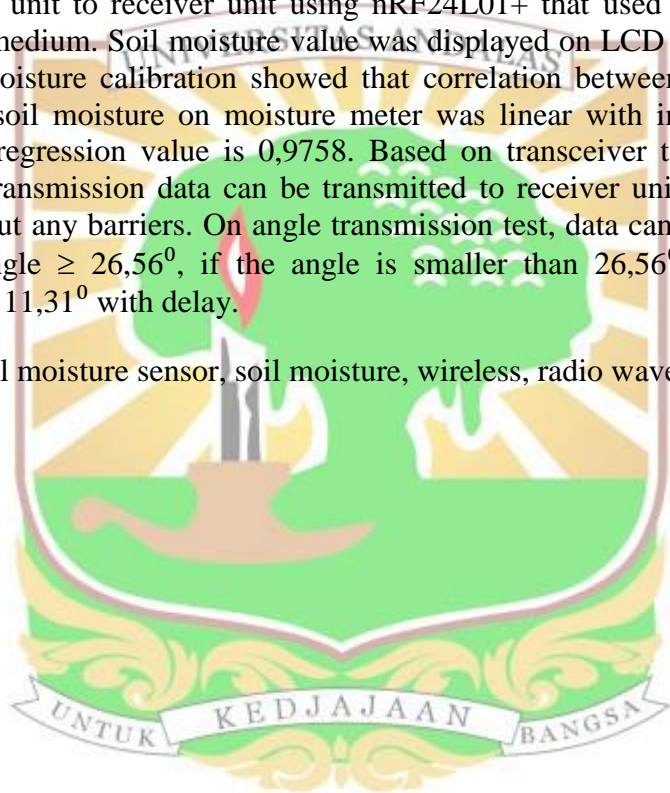 unit to receiver unit using nRF24L01+ that used
medium. Soil moisture value was displayed on LCD
UNIVERSITAS ANDALAS
oisture calibration showed that correlation between
soil moisture on moisture meter was linear with in
regression value is 0,9758. Based on transceiver t
ransmission data can be transmitted to receiver uni
ut any barriers. On angle transmission test, data can
ngle ≥ 26,56⁰, if the angle is smaller than 26,56⁰
11,31⁰ with delay.
l moisture sensor, soil moisture, wireless, radio wave
UNTUK KEDJAJAAN BANGSA